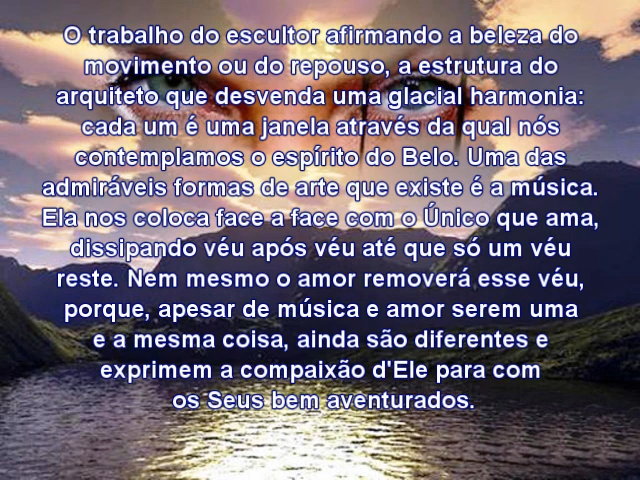 O trabalho do escultor afirmando a beleza do
movimento ou do repouso, a estrutura do
arquiteto que desvenda uma glacial harmonia:
cada um é uma janela através da qual nós
contemplamos o espírito do Belo. Uma das
admiráveis formas de arte que existe é a música.
Ela nos coloca face a face com o Único que ama,
dissipando véu após véu até que só um véu
reste. Nem mesmo o amor removerá esse véu,
porque, apesar de música e amor serem uma
e a mesma coisa, ainda são diferentes e
exprimem a compaixão d'Ele para com
os Seus bem aventurados.